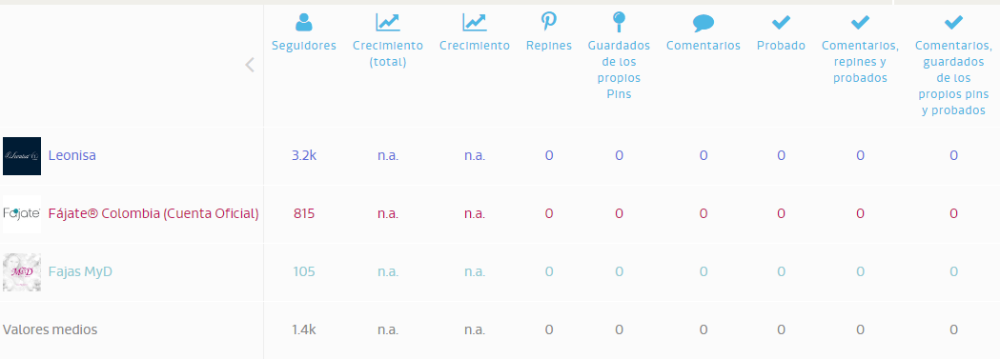 Seguidores Crecimiento (total) Crecimiento Repines Guardados de los propios Pins Comentarios Probado Comentarios, repines y probados Comentarios, guardados de los propios pins y probados
Leonisa Leonisa 3.2k n.a. n.a. 0 0 0 0 0 0
Fájate Fájate® Colombia (Cuenta Oficial) 815 n.a. n.a. 0 0 0 0 0 0
MyD Fajas MyD 105 n.a. n.a. 0 0 0 0 0 0
Valores medios 1.4k n.a. n.a. 0 0 0 0 0 0